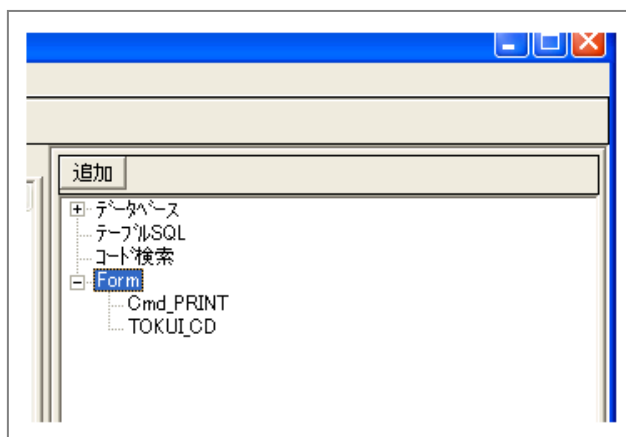 追加
ﾃﾞｰﾀﾍﾞｰｽ
ﾃｰﾌﾞﾙSQL
ｺｰﾄﾞ検索
Form
Cmd_PRINT
TOKUI_CD